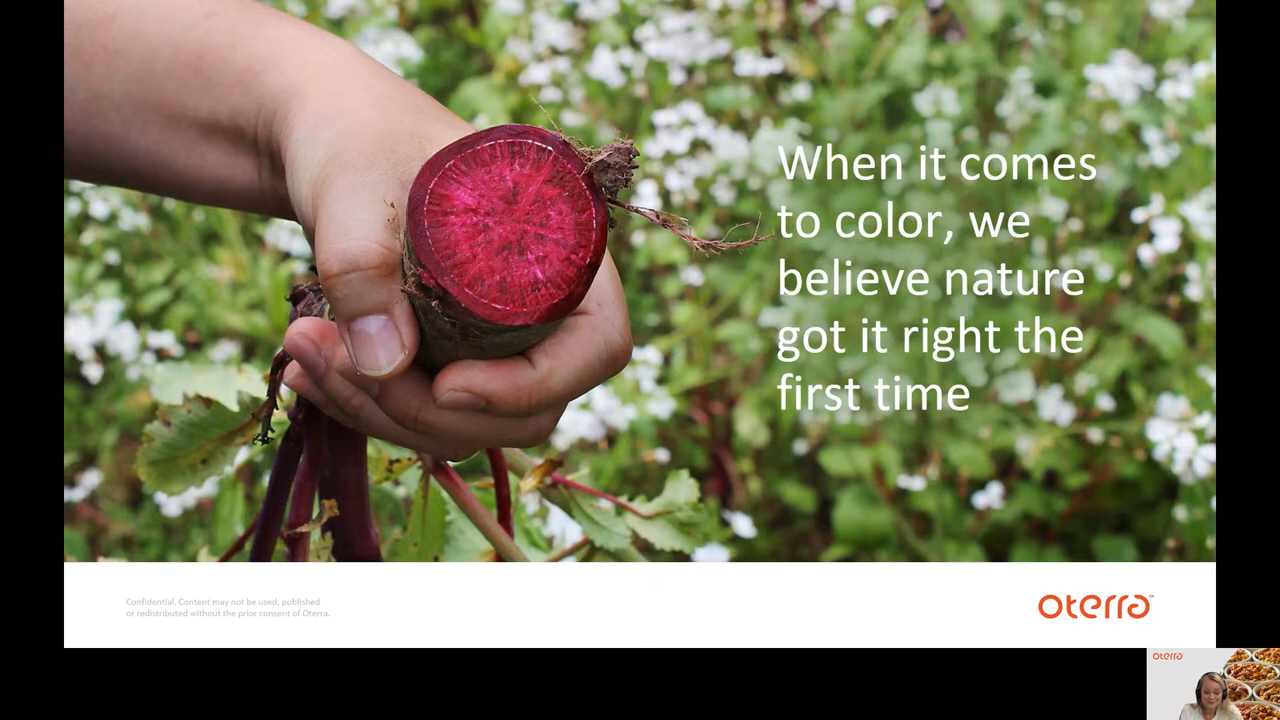 When it comes
to color, we
believe nature
got it right the
first time
Confidential. Content may not be used, published
or redistributed without the prior consent of Oterra.
oterra™
oterra